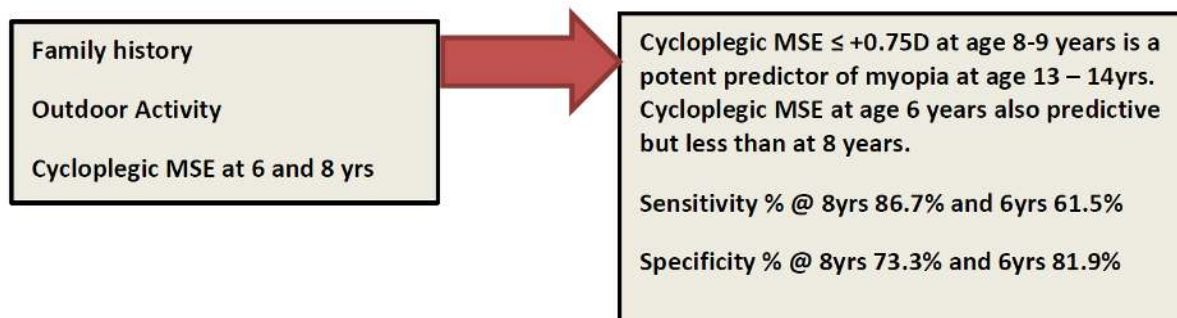 Family history
Outdoor Activity
Cycloplegic MSE at 6 and 8 yrs
Cycloplegic MSE ≤ +0.75D at age 8-9 years is a
potent predictor of myopia at age 13 – 14yrs.
Cycloplegic MSE at age 6 years also predictive
but less than at 8 years.
Sensitivity % @ 8yrs 86.7% and 6yrs 61.5%
Specificity % @ 8yrs 73.3% and 6yrs 81.9%